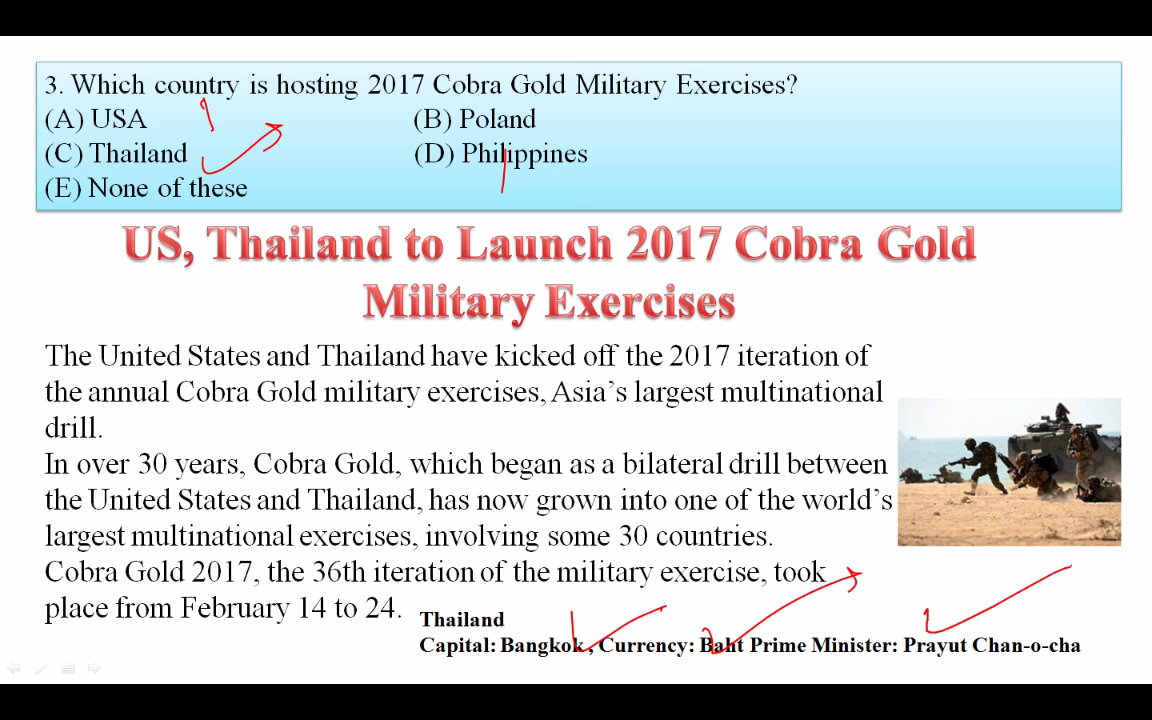 3. Which country is hosting 2017 Cobra Gold Military Exercises?
(A) USA (B) Poland
(C) Thailand (D) Philippines
(E) None of these
US, Thailand to Launch 2017 Cobra Gold
Military Exercises
The United States and Thailand have kicked off the 2017 iteration of
the annual Cobra Gold military exercises, Asia’s largest multinational
drill.
In over 30 years, Cobra Gold, which began as a bilateral drill between
the United States and Thailand, has now grown into one of the world’s
largest multinational exercises, involving some 30 countries.
Cobra Gold 2017, the 36th iteration of the military exercise, took
place from February 14 to 24.
Thailand
Capital: Bangkok , Currency: Baht Prime Minister: Prayut Chan-o-cha